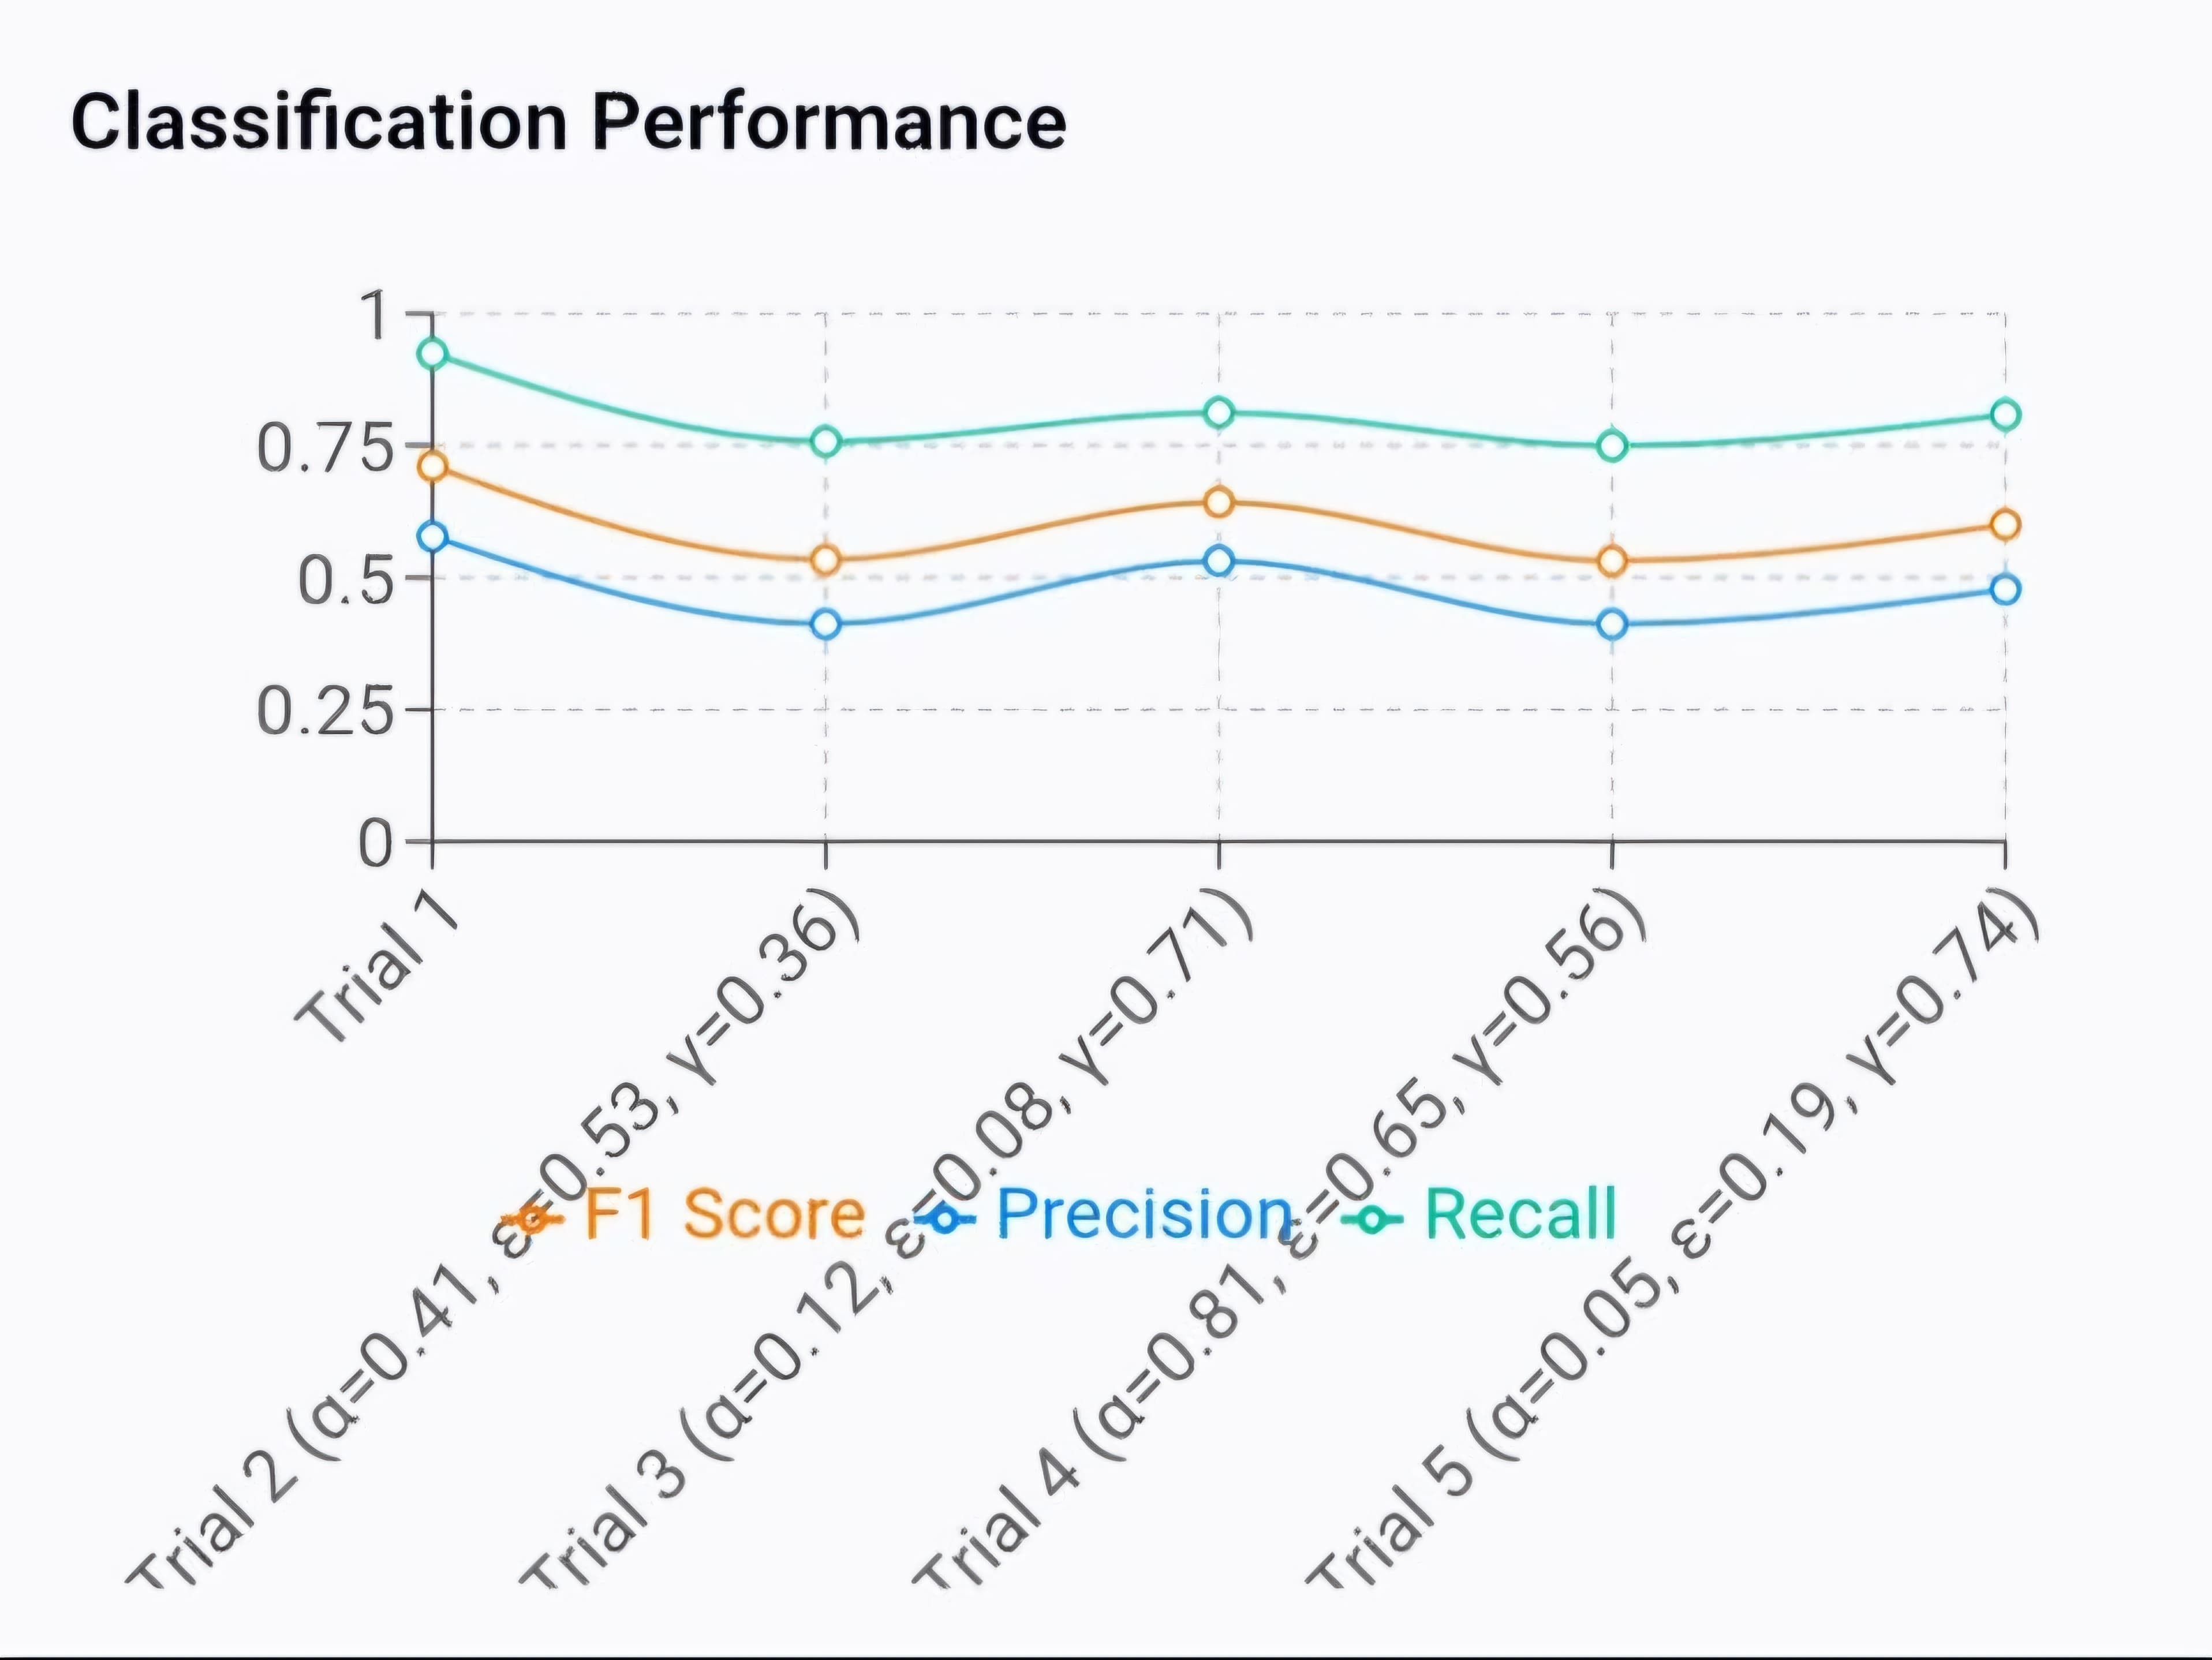 Classification Performance
1
0.75
0.5
0.25
0
Trial 1
Trial 2 (α=0.41, ε=0.53, γ=0.36)
Trial 3 (α=0.12, ε=0.08, γ=0.71)
Trial 4 (α=0.81, ε=0.65, γ=0.56)
Trial 5 (α=0.05, ε=0.19, γ=0.74)
F1 Score Precision Recall